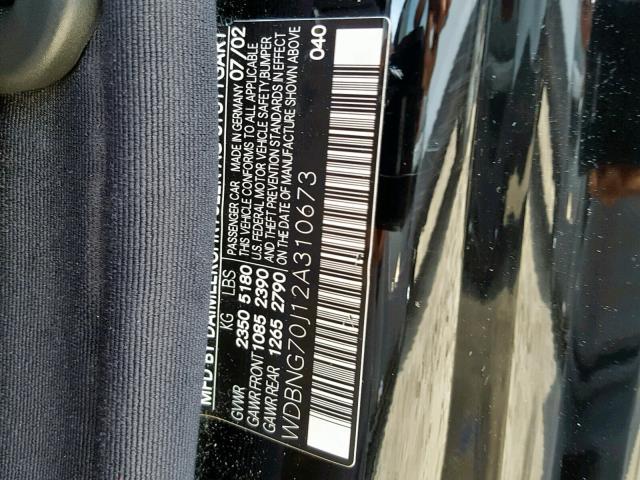 MFD BY DAIMLERCHRYSLER AG STUTTGART
KG LBS PASSENGER CAR MADE IN GERMANY 07/02
GVWR 2350 5180 THIS VEHICLE CONFORMS TO ALL APPLICABLE
GAWR FRONT 1085 2390 U.S. FEDERAL MOTOR VEHICLE SAFETY BUMPER
GAWR REAR 1265 2790 AND THEFT PREVENTION STANDARDS IN EFFECT
ON THE DATE OF MANUFACTURE SHOWN ABOVE
WDBNG70J12A310673
040